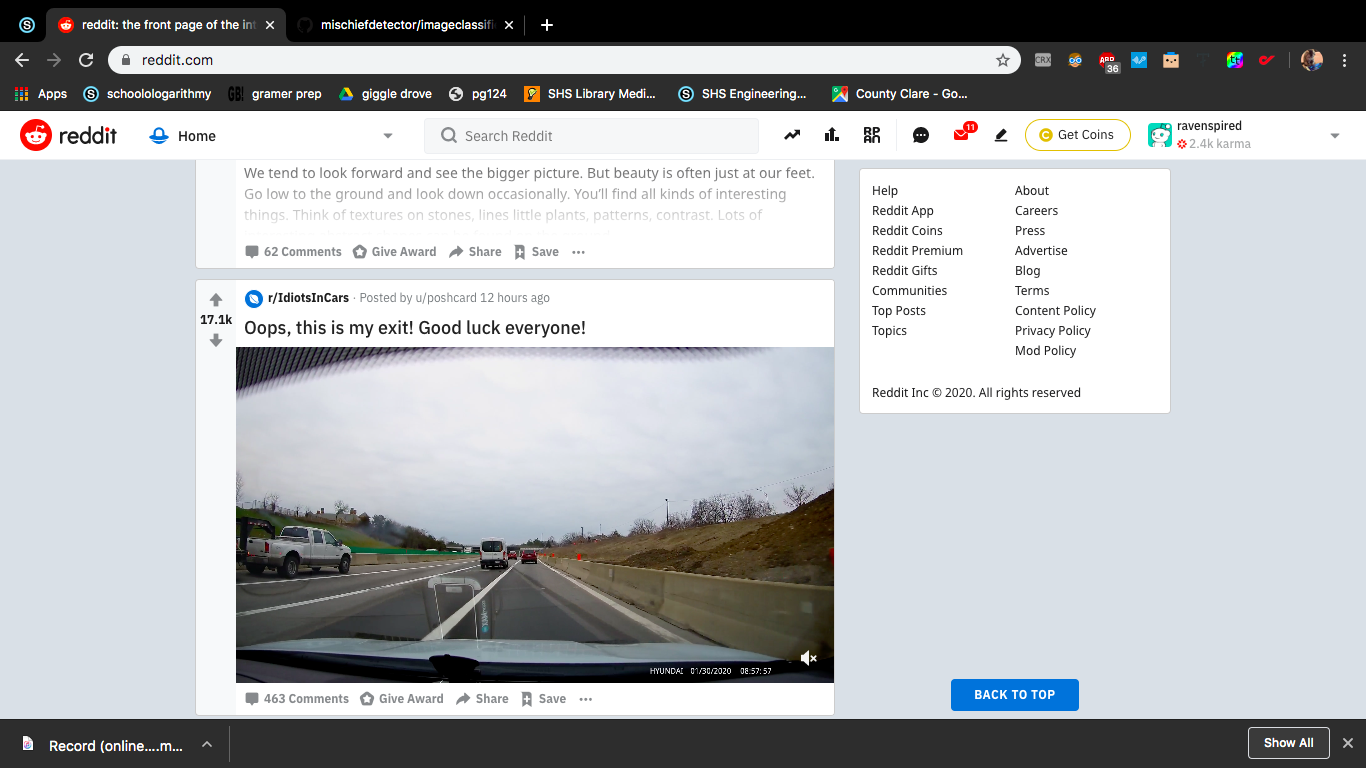 reddit: the front page of the int
mischiefdetector/imageclassifi
reddit.com
CRX
ABP
36
Apps
schoolologarithmy
GB!
gramer prep
giggle drove
pg124
SHS Library Medi...
SHS Engineering...
County Clare - Go...
reddit
Home
Search Reddit
11
Get Coins
ravenspired
2.4k karma
We tend to look forward and see the bigger picture. But beauty is often just at our feet.
Go low to the ground and look down occasionally. You'll find all kinds of interesting
things. Think of textures on stones, lines little plants, patterns, contrast. Lots of
62 Comments Give Award Share Save
r/IdiotsInCars · Posted by u/poshcard 12 hours ago
17.1k
Oops, this is my exit! Good luck everyone!
HYUNDAI 01/30/2020 08:57:57
463 Comments Give Award Share Save
Help
Reddit App
Reddit Coins
Reddit Premium
Reddit Gifts
Communities
Top Posts
Topics
About
Careers
Press
Advertise
Blog
Terms
Content Policy
Privacy Policy
Mod Policy
Reddit Inc © 2020. All rights reserved
BACK TO TOP
Record (online....m...
Show All